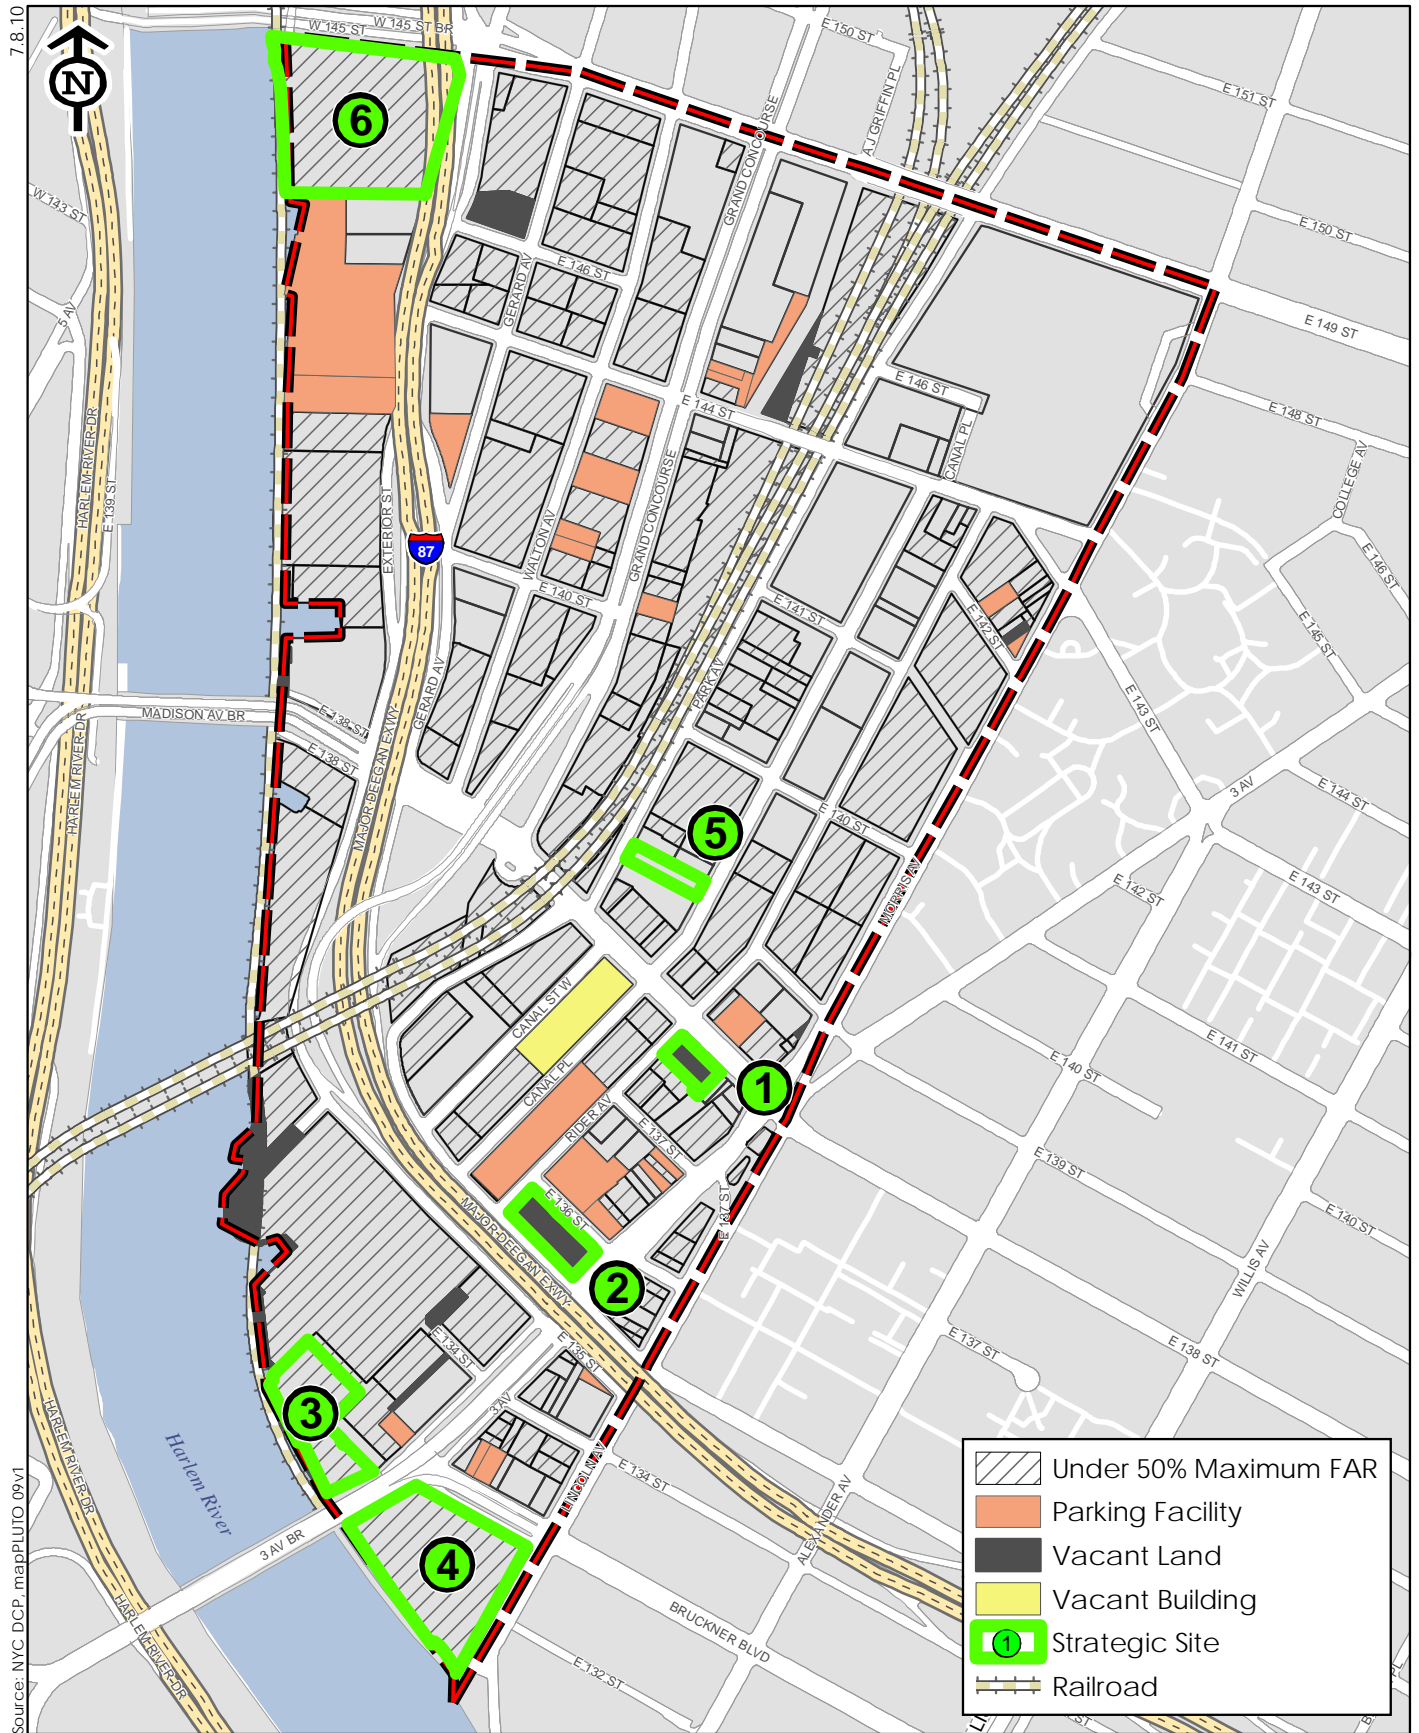 7.8.10
N
W 145 ST
W 145 ST BR
E 150 ST
A J GRIFFIN PL
E 151 ST
GRAND CONCOURSE
6
W 143 ST
E 150 ST
E 146 ST
GERARD AV
5 AV
E 149 ST
E 146 ST
E 144 ST
E 148 ST
CANAL PL
COLLEGE AV
HARLEM RIVER DR
E 139 ST
EXTERIOR ST
87
WALTON AV
GRAND CONCOURSE
E 140 ST
E 141 ST
E 142 ST
E 146 ST
E 145 ST
PARK AV
GERARD AV
E 143 ST
MADISON AV BR
E 138 ST
E 138 ST
HARLEM RIVER DR
MAJOR DEEGAN EXWY
3 AV
E 144 ST
E 140 ST
5
MORRIS AV
E 142 ST
E 143 ST
CANAL ST W
E 141 ST
E 140 ST
CANAL PL
1
RIDER AV
E 137 ST
E 139 ST
E 136 ST
E 137 ST
E 140 ST
MAJOR DEEGAN EXWY
WILLIS AV
2
E 134 ST
E 135 ST
E 137 ST
E 138 ST
3
3 AV
HARLEM RIVER DR
Harlem River
LINCOLN AV
E 134 ST
ALEXANDER AV
3 AV BR
4
HARLEM RIVER DR
BRUCKNER BLVD
E 132 ST
Under 50% Maximum FAR
Parking Facility
Vacant Land
Vacant Building
1 Strategic Site
Railroad
Source: NYC DCP, mapPLUTO 09v1